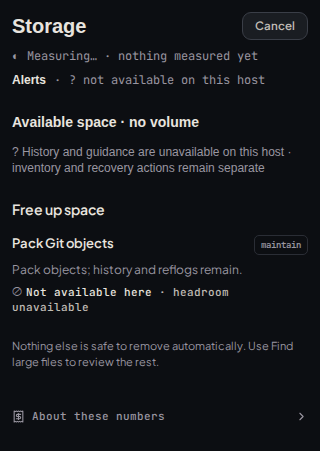 Storage
Cancel
Measuring… · nothing measured yet
Alerts · ? not available on this host
Available space · no volume
? History and guidance are unavailable on this host ·
inventory and recovery actions remain separate
Free up space
Pack Git objects
maintain
Pack objects; history and reflogs remain.
Not available here · headroom
unavailable
Nothing else is safe to remove automatically. Use Find
large files to review the rest.
About these numbers